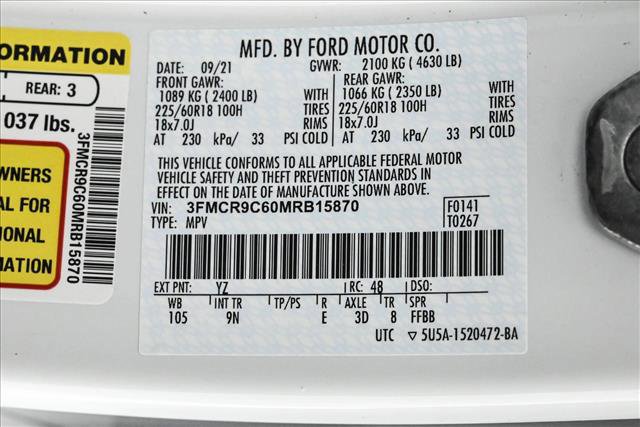 ORMATION
REAR: 3
037 lbs.
WNERS
AL FOR
ONAL
MATION
3FMCR9C60MRB15870
MFD. BY FORD MOTOR CO.
DATE: 09/21 GVWR: 2100 KG ( 4630 LB)
FRONT GAWR: REAR GAWR:
1089 KG ( 2400 LB) 1066 KG ( 2350 LB)
225/60R18 100H TIRES 225/60R18 100H TIRES
18x7.0J RIMS 18x7.0J RIMS
AT 230 kPa/ 33 PSI COLD AT 230 kPa/ 33 PSI COLD
THIS VEHICLE CONFORMS TO ALL APPLICABLE FEDERAL MOTOR
VEHICLE SAFETY AND THEFT PREVENTION STANDARDS IN
EFFECT ON THE DATE OF MANUFACTURE SHOWN ABOVE.
VIN: 3FMCR9C60MRB15870 F0141
TYPE: MPV T0267
EXT PNT: YZ RC: 48 DSO:
WB INT TR TP/PS R AXLE TR SPR
105 9N E 3D 8 FFBB
UTC ▽ 5U5A-1520472-BA